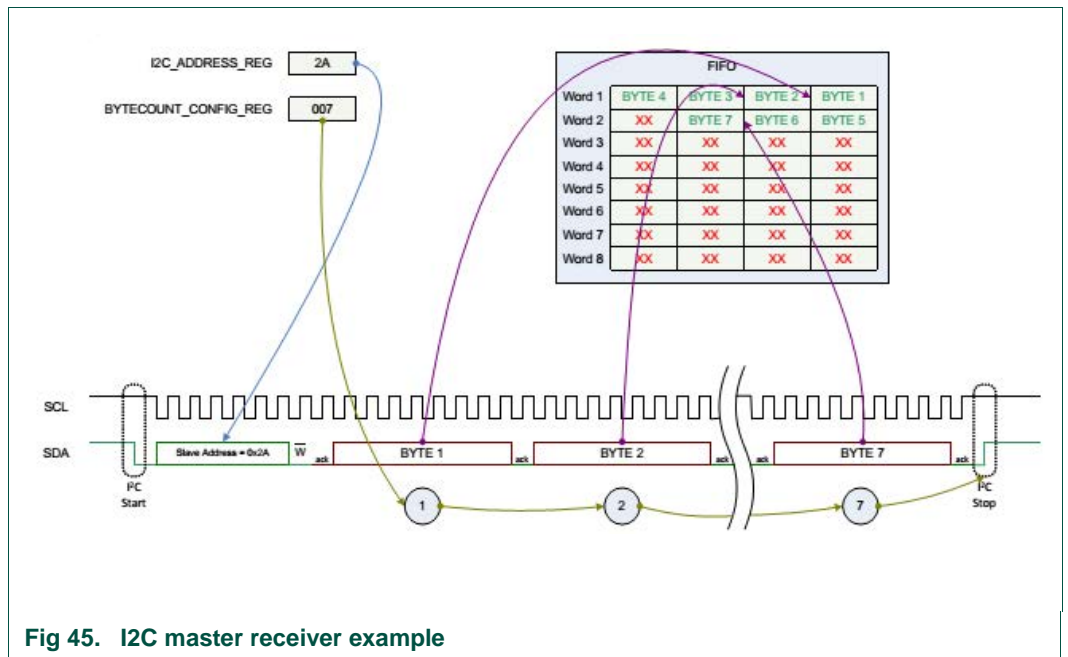 I2C_ADDRESS_REG 2A
BYTECOUNT_CONFIG_REG 007
FIFO
Word 1 BYTE 4 BYTE 3 BYTE 2 BYTE 1
Word 2 XX BYTE 7 BYTE 6 BYTE 5
Word 3 XX XX XX XX
Word 4 XX XX XX XX
Word 5 XX XX XX XX
Word 6 XX XX XX XX
Word 7 XX XX XX XX
Word 8 XX XX XX XX
SCL
SDA Slave Address = 0x2A W̅ ack BYTE 1 ack BYTE 2 ack ack BYTE 7 ack
I²C Start
I²C Stop
1 2 7
Fig 45. I2C master receiver example